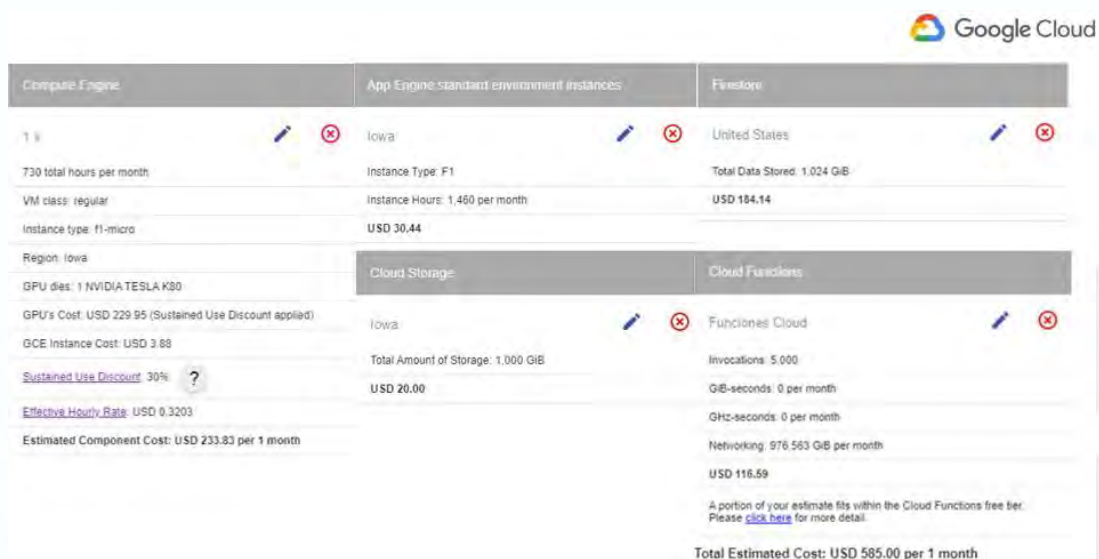 Google Cloud
Compute Engine
1 x
730 total hours per month
VM class: regular
Instance type: f1-micro
Region: Iowa
GPU dies: 1 NVIDIA TESLA K80
GPU's Cost: USD 229.95 (Sustained Use Discount applied)
GCE Instance Cost: USD 3.88
Sustained Use Discount: 30% ?
Effective Hourly Rate: USD 0.3203
Estimated Component Cost: USD 233.83 per 1 month
App Engine standard environment instances
Iowa
Instance Type: F1
Instance Hours: 1,460 per month
USD 30.44
Firestore
United States
Total Data Stored: 1,024 GiB
USD 184.14
Cloud Storage
Iowa
Total Amount of Storage: 1,000 GiB
USD 20.00
Cloud Functions
Funciones Cloud
Invocations: 5,000
GiB-seconds: 0 per month
GHz-seconds: 0 per month
Networking: 976.563 GiB per month
USD 116.59
A portion of your estimate fits within the Cloud Functions free tier.
Please click here for more detail.
Total Estimated Cost: USD 585.00 per 1 month